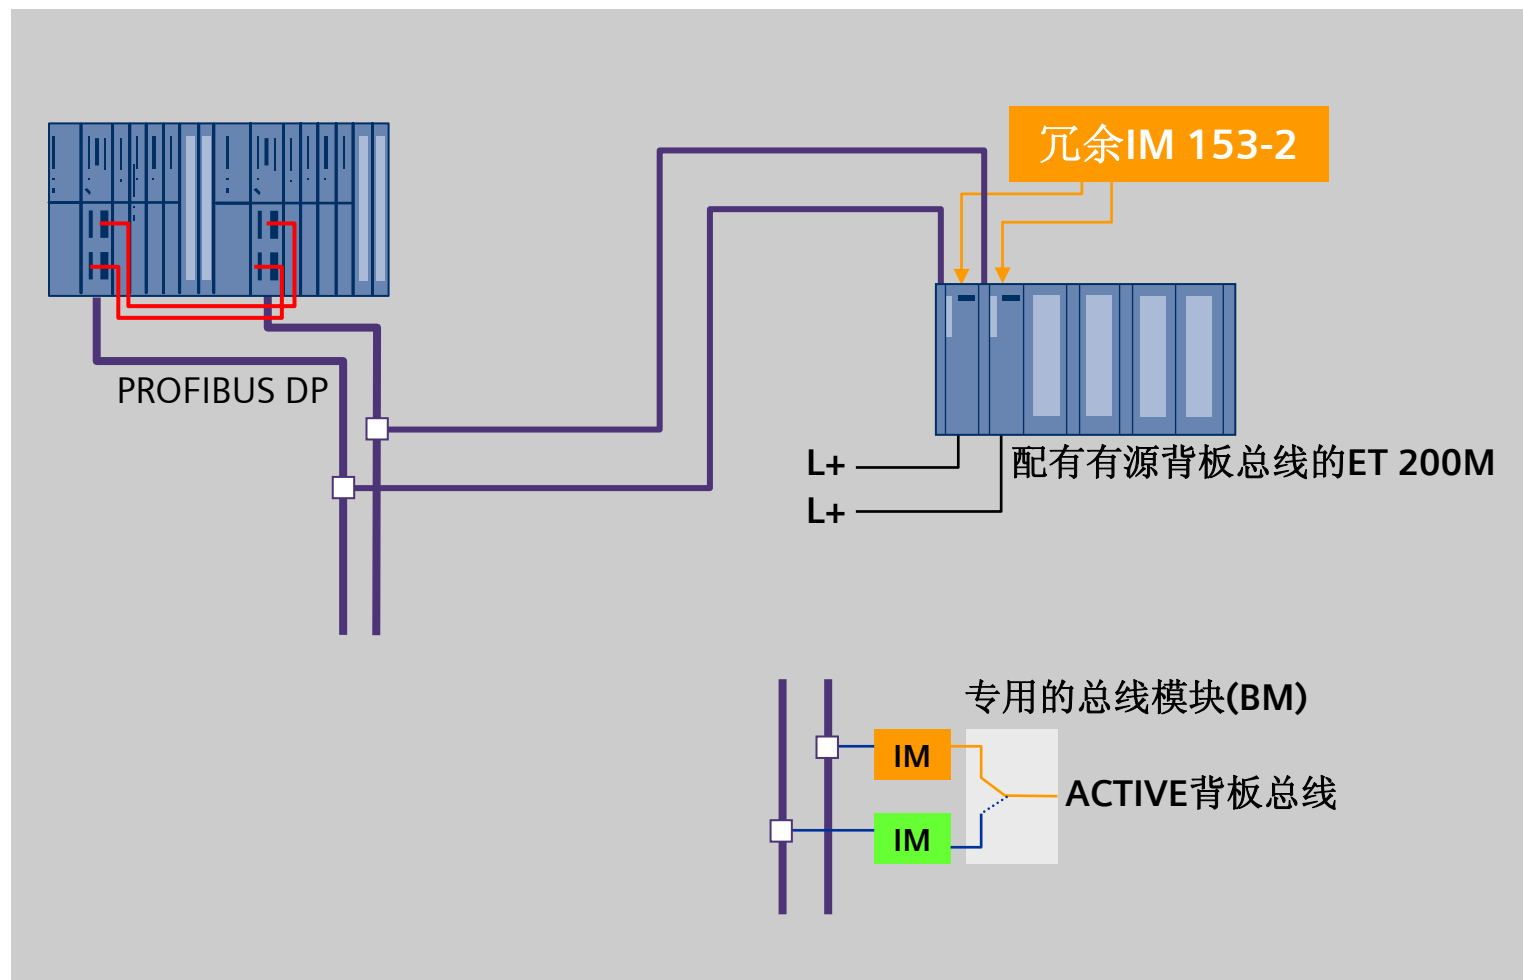 冗余IM 153-2
PROFIBUS DP
L+
配有有源背板总线的ET 200M
L+
专用的总线模块(BM)
IM
ACTIVE背板总线
IM